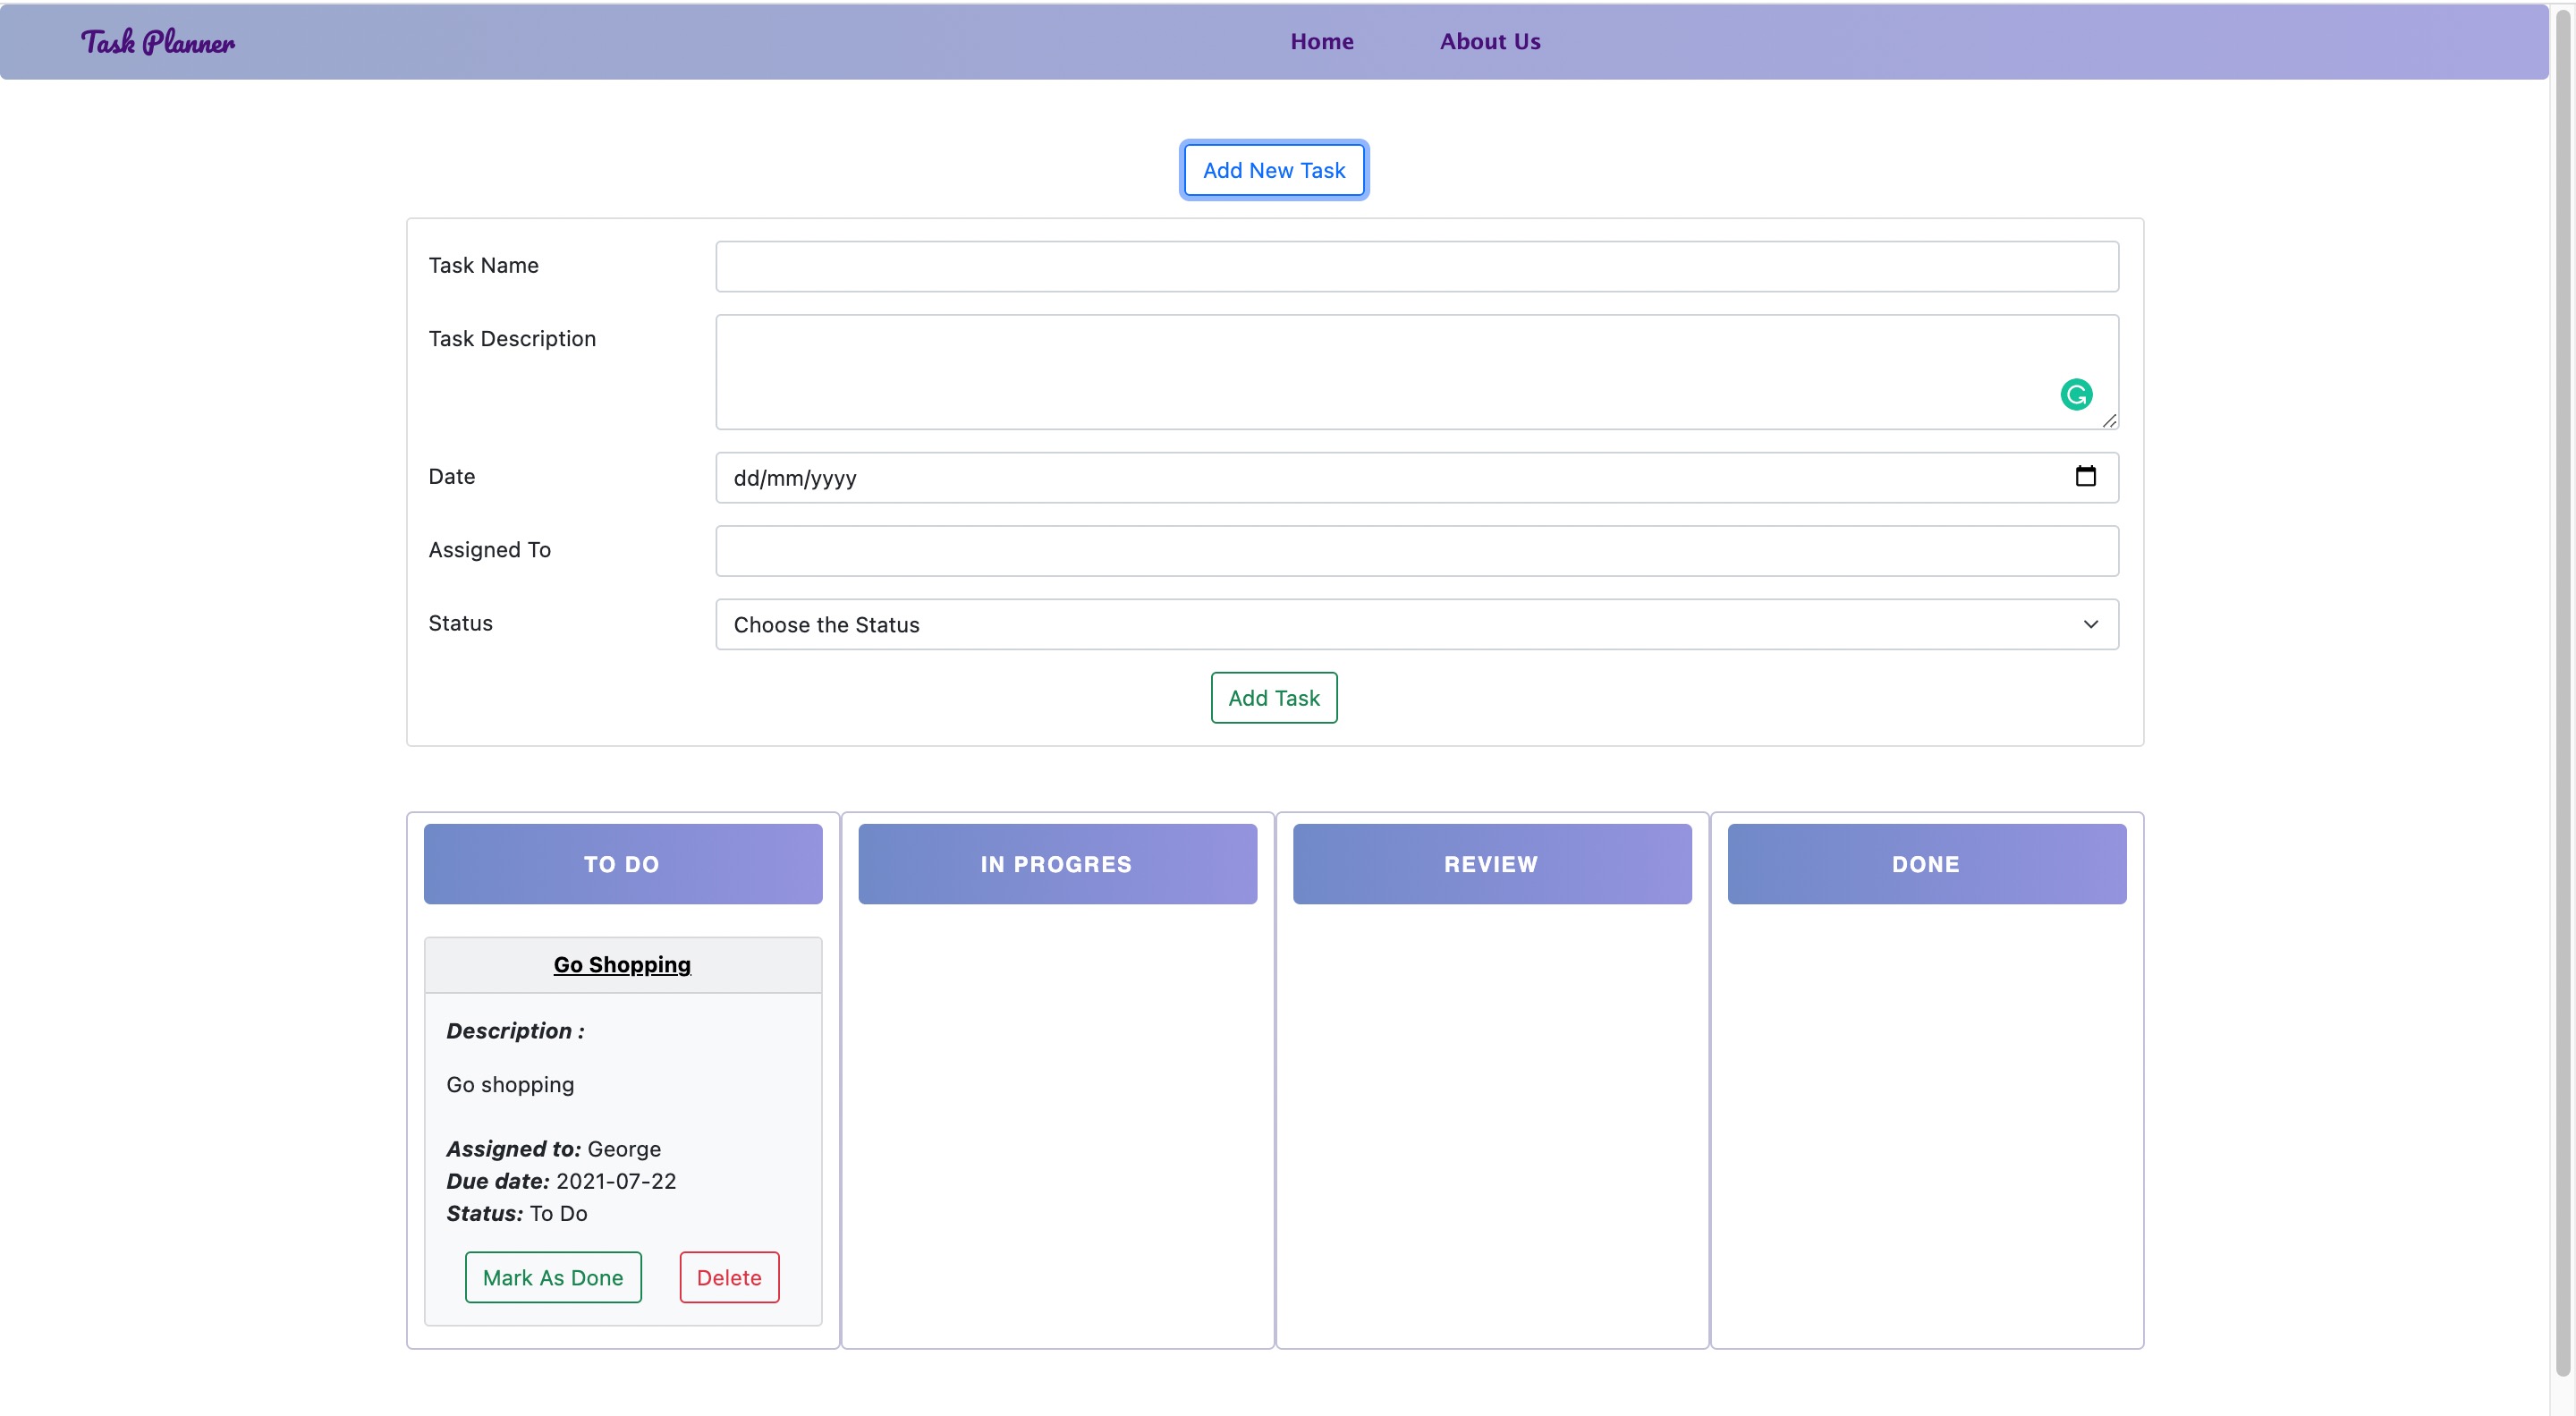 Task Planner
Home
About Us
Add New Task
Task Name
Task Description
Date
dd/mm/yyyy
Assigned To
Status
Choose the Status
Add Task
TO DO
IN PROGRES
REVIEW
DONE
Go Shopping
Description :
Go shopping
Assigned to: George
Due date: 2021-07-22
Status: To Do
Mark As Done
Delete